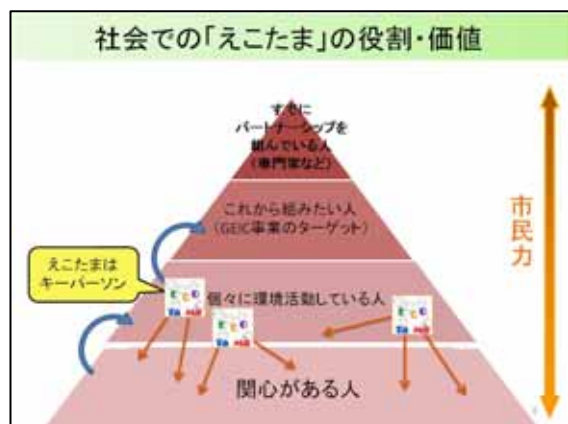 社会での「えこたま」の役割・価値
すでに
パートナーシップを
組んでいる人
(専門家など)
これから組みたい人
(GEIC事業のターゲット)
えこたまは
キーパーソン
個々に環境活動している人
関心がある人
市民力